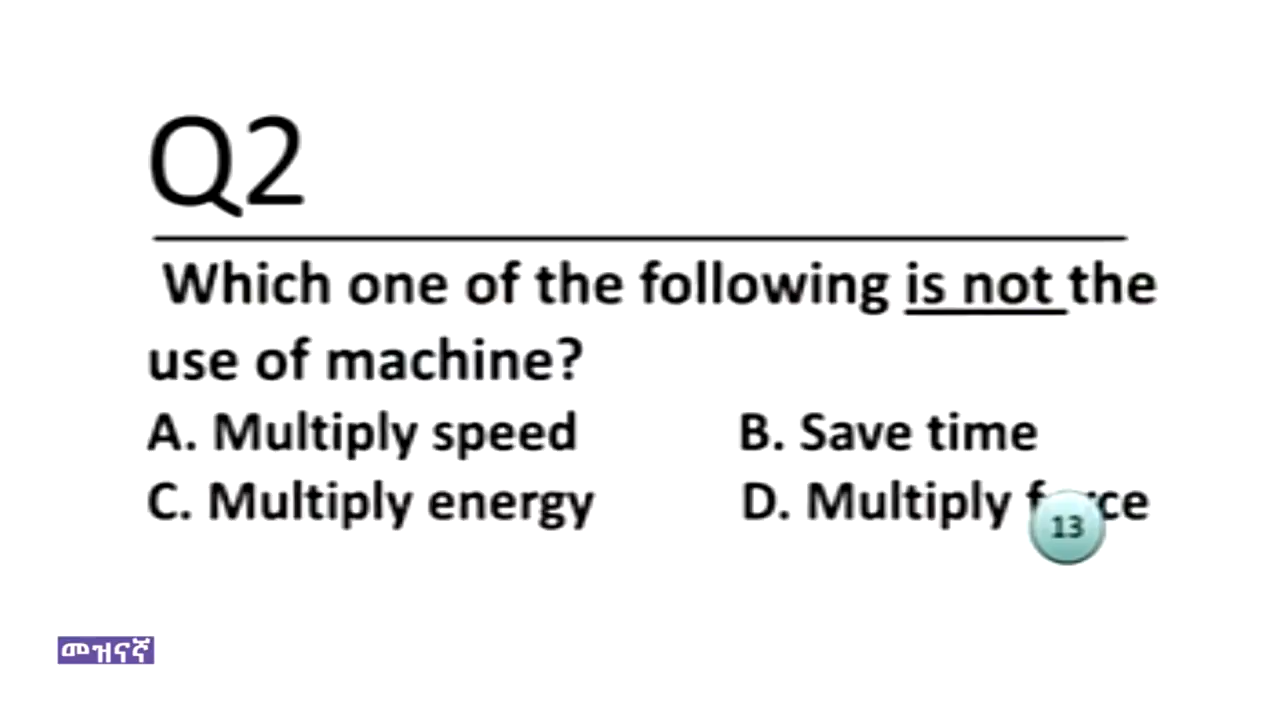 Q2
Which one of the following is not the
use of machine?
A. Multiply speed B. Save time
C. Multiply energy D. Multiply force
13
መዝናኛ